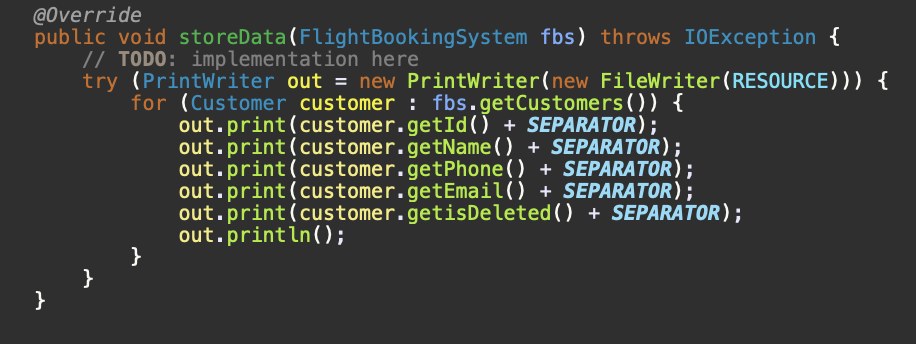 @Override
public void storeData(FlightBookingSystem fbs) throws IOException {
    // TODO: implementation here
    try (PrintWriter out = new PrintWriter(new FileWriter(RESOURCE))) {
        for (Customer customer : fbs.getCustomers()) {
            out.print(customer.getId() + SEPARATOR);
            out.print(customer.getName() + SEPARATOR);
            out.print(customer.getPhone() + SEPARATOR);
            out.print(customer.getEmail() + SEPARATOR);
            out.print(customer.getisDeleted() + SEPARATOR);
            out.println();
        }
    }
}